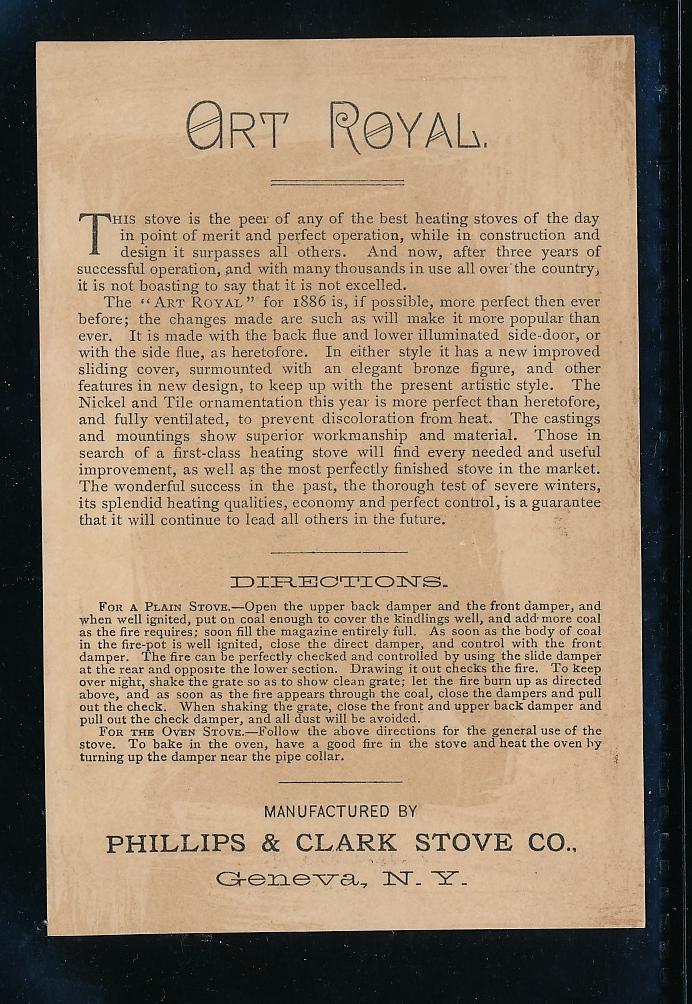 ART ROYAL.
THIS stove is the peer of any of the best heating stoves of the day
in point of merit and perfect operation, while in construction and
design it surpasses all others. And now, after three years of
successful operation, and with many thousands in use all over the country,
it is not boasting to say that it is not excelled.
The "ART ROYAL" for 1886 is, if possible, more perfect then ever
before; the changes made are such as will make it more popular than
ever. It is made with the back flue and lower illuminated side-door, or
with the side flue, as heretofore. In either style it has a new improved
sliding cover, surmounted with an elegant bronze figure, and other
features in new design, to keep up with the present artistic style. The
Nickel and Tile ornamentation this year is more perfect than heretofore,
and fully ventilated, to prevent discoloration from heat. The castings
and mountings show superior workmanship and material. Those in
search of a first-class heating stove will find every needed and useful
improvement, as well as the most perfectly finished stove in the market.
The wonderful success in the past, the thorough test of severe winters,
its splendid heating qualities, economy and perfect control, is a guarantee
that it will continue to lead all others in the future.
DIRECTIONS.
FOR A PLAIN STOVE.—Open the upper back damper and the front damper, and
when well ignited, put on coal enough to cover the kindlings well, and add more coal
as the fire requires; soon fill the magazine entirely full. As soon as the body of coal
in the fire-pot is well ignited, close the direct damper, and control with the front
damper. The fire can be perfectly checked and controlled by using the slide damper
at the rear and opposite the lower section. Drawing it out checks the fire. To keep
over night, shake the grate so as to show clean grate; let the fire burn up as directed
above, and as soon as the fire appears through the coal, close the dampers and pull
out the check. When shaking the grate, close the front and upper back damper and
pull out the check damper, and all dust will be avoided.
FOR THE OVEN STOVE.—Follow the above directions for the general use of the
stove. To bake in the oven, have a good fire in the stove and heat the oven by
turning up the damper near the pipe collar.
MANUFACTURED BY
PHILLIPS & CLARK STOVE CO.,
Geneva, N. Y.